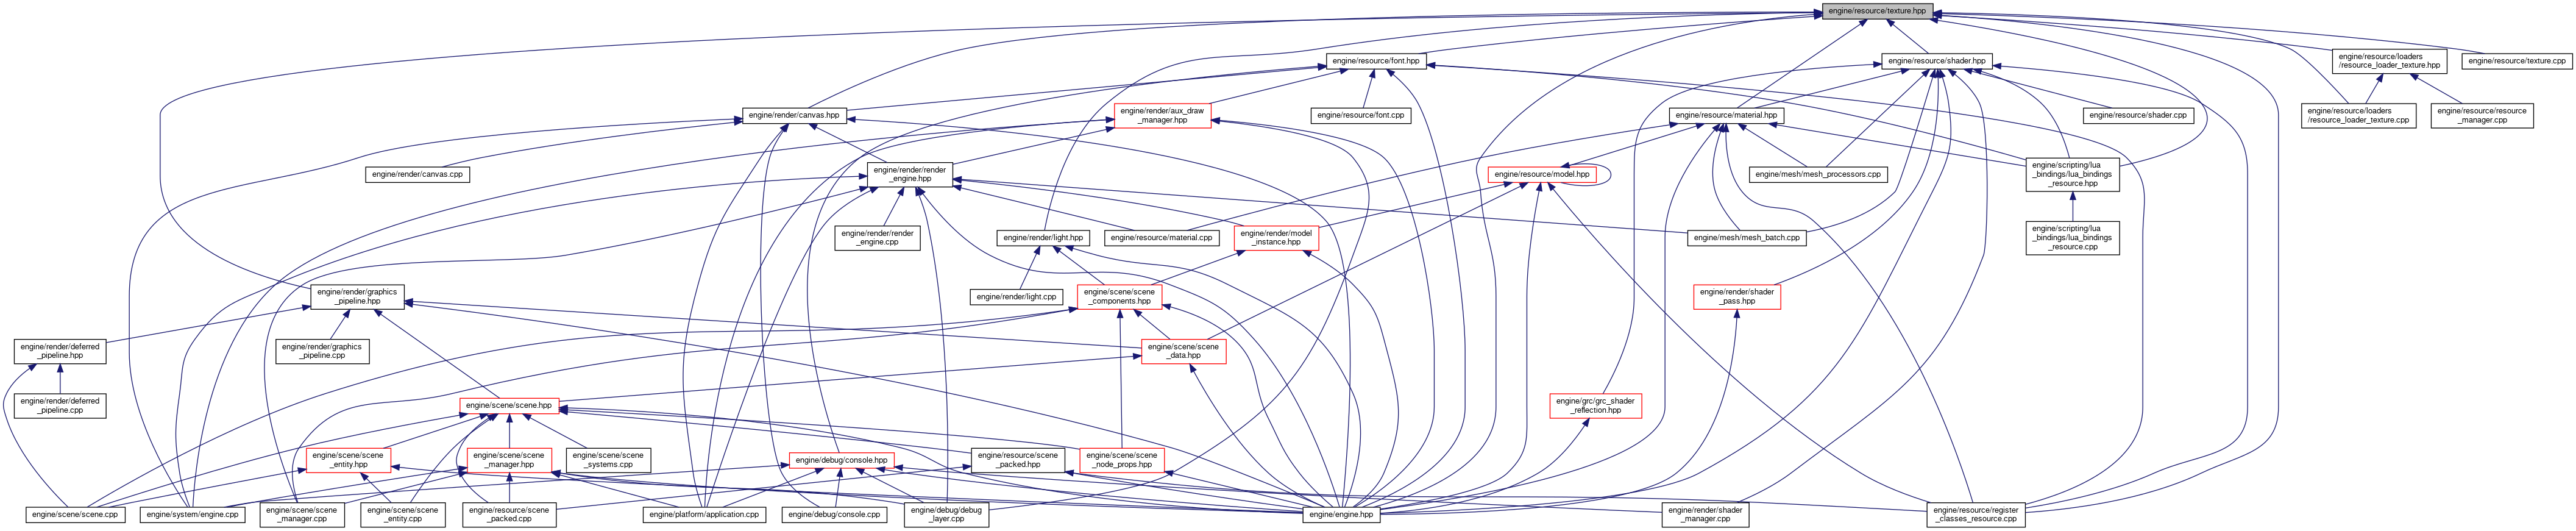 engine/resource/texture.hpp
engine/resource/font.hpp
engine/resource/shader.hpp
engine/resource/loaders
/resource_loader_texture.hpp
engine/resource/texture.cpp
engine/render/canvas.hpp
engine/render/aux_draw
_manager.hpp
engine/resource/font.cpp
engine/resource/material.hpp
engine/resource/shader.cpp
engine/resource/loaders
/resource_loader_texture.cpp
engine/resource/resource
_manager.cpp
engine/render/canvas.cpp
engine/render/render
_engine.hpp
engine/resource/model.hpp
engine/mesh/mesh_processors.cpp
engine/scripting/lua
_bindings/lua_bindings
_resource.hpp
engine/render/render
_engine.cpp
engine/render/light.hpp
engine/resource/material.cpp
engine/render/model
_instance.hpp
engine/mesh/mesh_batch.cpp
engine/scripting/lua
_bindings/lua_bindings
_resource.cpp
engine/render/graphics
_pipeline.hpp
engine/render/light.cpp
engine/scene/scene
_components.hpp
engine/render/shader
_pass.hpp
engine/render/deferred
_pipeline.hpp
engine/render/graphics
_pipeline.cpp
engine/scene/scene
_data.hpp
engine/render/deferred
_pipeline.cpp
engine/scene/scene.hpp
engine/grc/grc_shader
_reflection.hpp
engine/scene/scene
_entity.hpp
engine/scene/scene
_manager.hpp
engine/scene/scene
_systems.cpp
engine/debug/console.hpp
engine/resource/scene
_packed.hpp
engine/scene/scene
_node_props.hpp
engine/scene/scene.cpp
engine/system/engine.cpp
engine/scene/scene
_manager.cpp
engine/scene/scene
_entity.cpp
engine/resource/scene
_packed.cpp
engine/platform/application.cpp
engine/debug/console.cpp
engine/debug/debug
_layer.cpp
engine/engine.hpp
engine/render/shader
_manager.cpp
engine/resource/register
_classes_resource.cpp